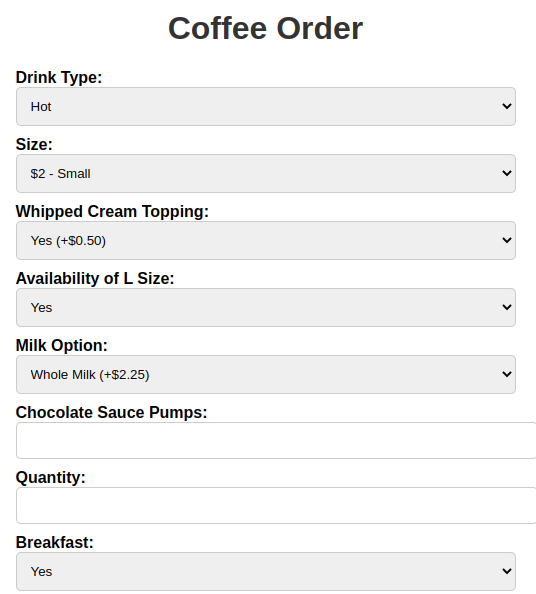 Coffee Order
Drink Type:
Hot
Size:
$2 - Small
Whipped Cream Topping:
Yes (+$0.50)
Availability of L Size:
Yes
Milk Option:
Whole Milk (+$2.25)
Chocolate Sauce Pumps:
Quantity:
Breakfast:
Yes